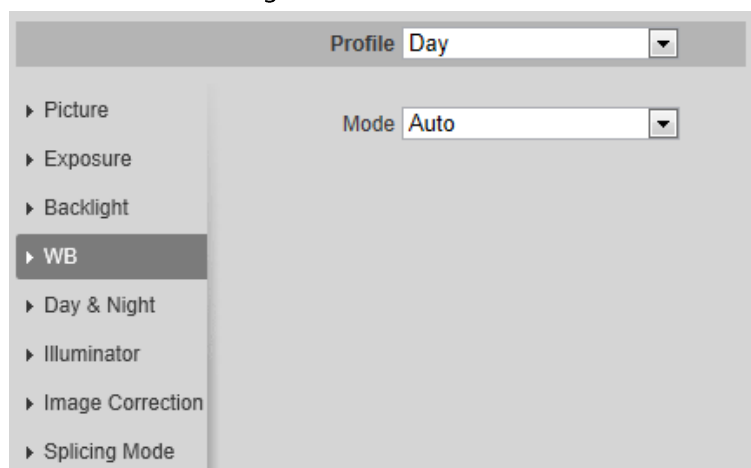 Profile Day
Picture
Mode Auto
Exposure
Backlight
WB
Day & Night
Illuminator
Image Correction
Splicing Mode